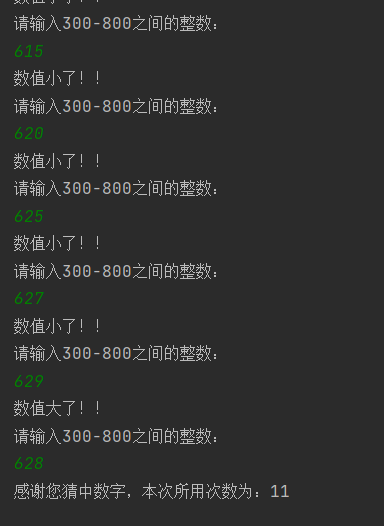 数值小了！！
请输入300-800之间的整数：
615
数值小了！！
请输入300-800之间的整数：
620
数值小了！！
请输入300-800之间的整数：
625
数值小了！！
请输入300-800之间的整数：
627
数值小了！！
请输入300-800之间的整数：
629
数值大了！！
请输入300-800之间的整数：
628
感谢您猜中数字，本次所用次数为：11